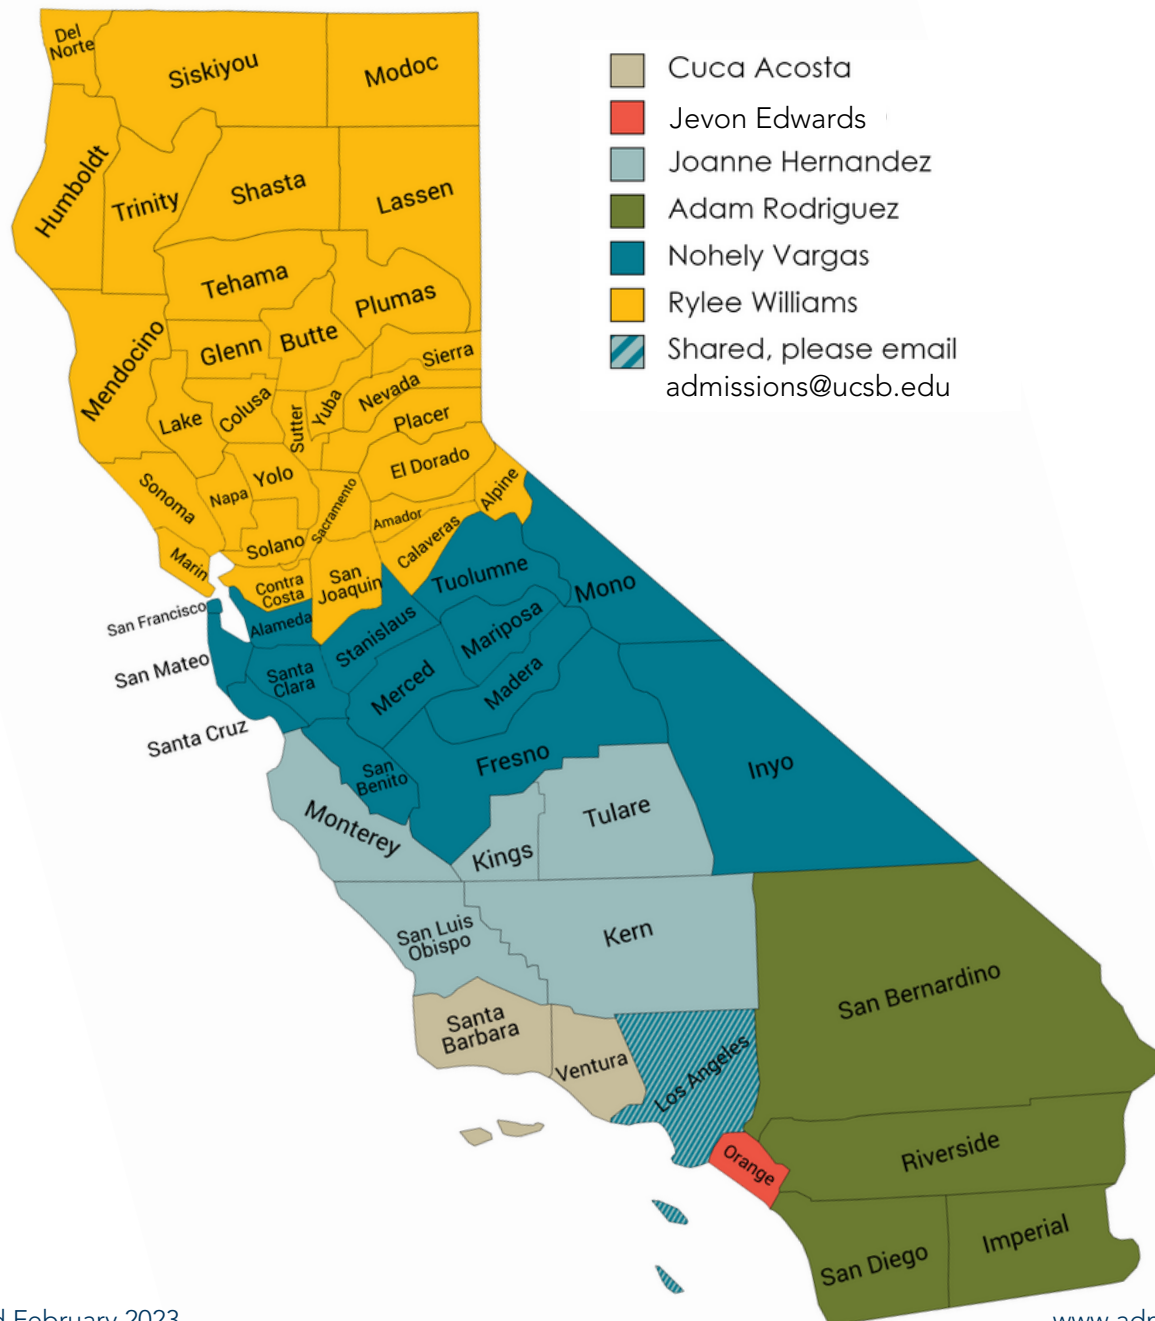 Del
Norte
Siskiyou
Modoc
Humboldt
Trinity
Shasta
Lassen
Tehama
Plumas
Mendocino
Glenn
Butte
Sierra
Lake
Colusa
Sutter
Yuba
Nevada
Placer
Sonoma
Napa
Yolo
El Dorado
Sacramento
Amador
Alpine
Marin
Solano
Calaveras
Contra
Costa
San
Joaquin
San Francisco
Alameda
Stanislaus
Tuolumne
Mono
San Mateo
Santa
Clara
Merced
Mariposa
Madera
Santa Cruz
San
Benito
Fresno
Inyo
Monterey
Kings
Tulare
San Luis
Obispo
Kern
San Bernardino
Santa
Barbara
Ventura
Los Angeles
Orange
Riverside
San Diego
Imperial
Cuca Acosta
Jevon Edwards
Joanne Hernandez
Adam Rodriguez
Nohely Vargas
Rylee Williams
Shared, please email
admissions@ucsb.edu
February 2023